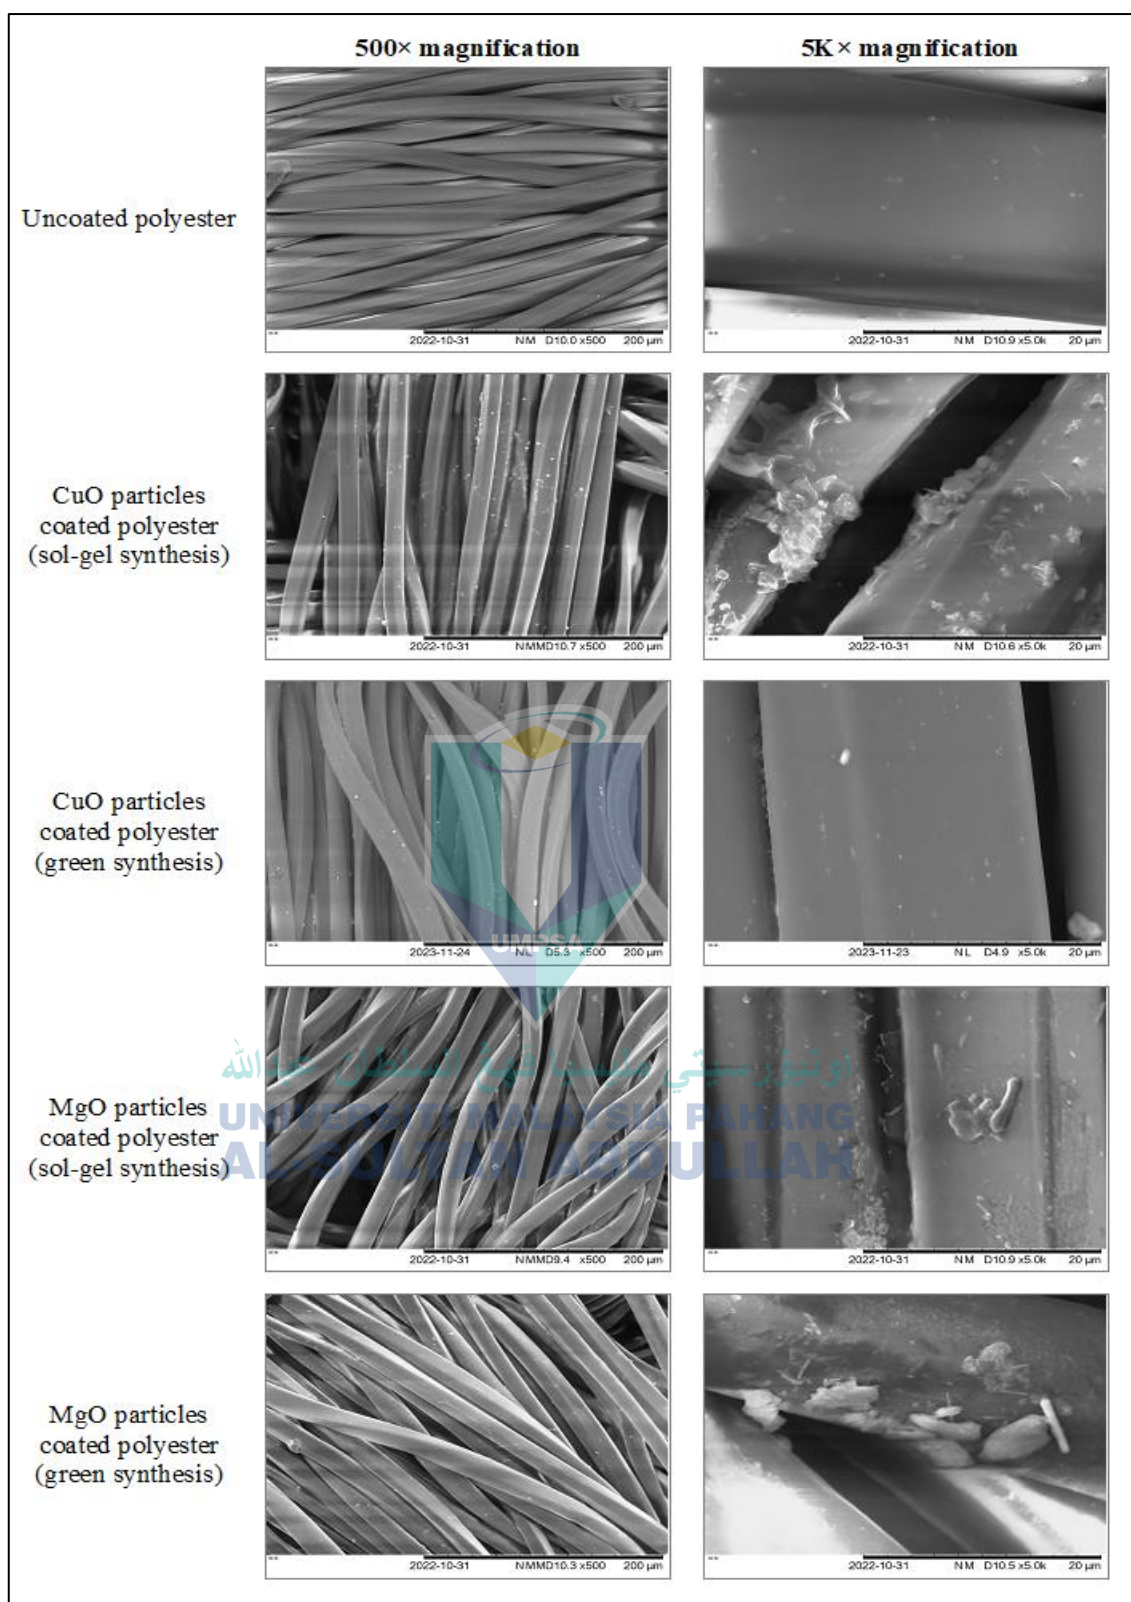 500× magnification
5K× magnification
Uncoated polyester
2022-10-31 NM D10.0 x500 200 µm
2022-10-31 NM D10.9 x5.0k 20 µm
CuO particles
coated polyester
(sol-gel synthesis)
2022-10-31 NMMD10.7 x500 200 µm
2022-10-31 NM D10.6 x5.0k 20 µm
CuO particles
coated polyester
(green synthesis)
UMPSA
2023-11-24 NL D5.3 x500 200 µm
2023-11-23 NL D4.9 x5.0k 20 µm
اونيۏرسيتي مليسيا ڤهڠ السلطان عبدالله
UNIVERSITI MALAYSIA PAHANG
AL-SULTAN ABDULLAH
MgO particles
coated polyester
(sol-gel synthesis)
2022-10-31 NMMD9.4 x500 200 µm
2022-10-31 NM D10.9 x5.0k 20 µm
MgO particles
coated polyester
(green synthesis)
2022-10-31 NMMD10.3 x500 200 µm
2022-10-31 NM D10.5 x5.0k 20 µm